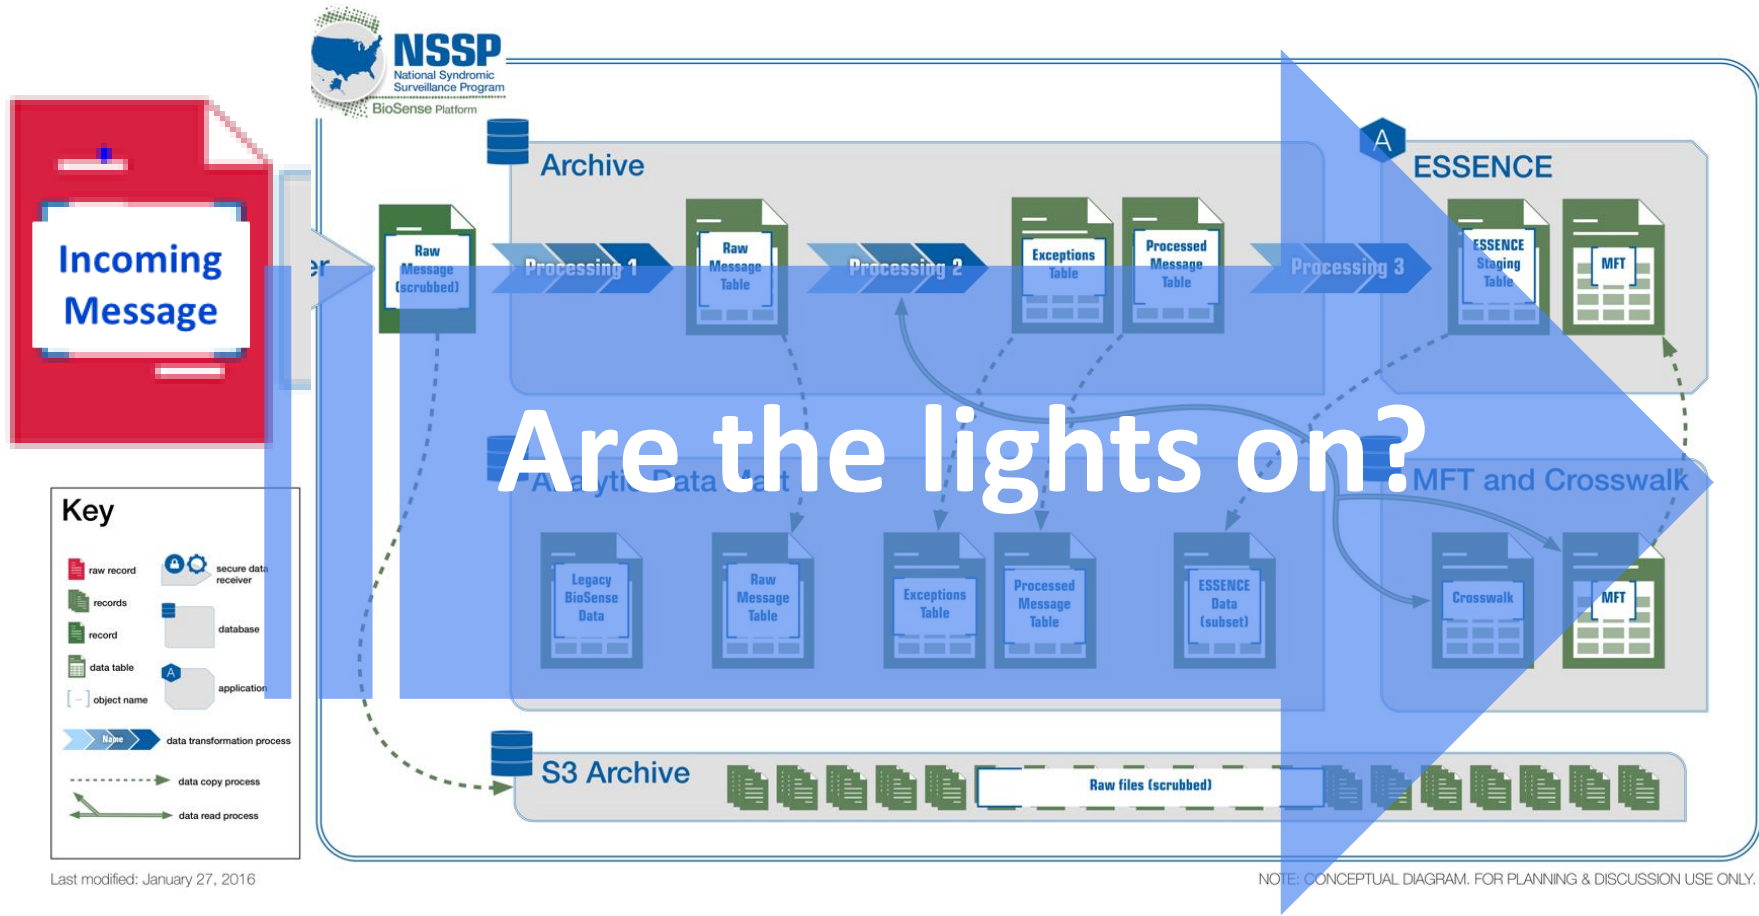 NSSP
National Syndromic
Surveillance Program
BioSense Platform
Incoming
Message
er
Archive
A
ESSENCE
Raw
Message
(scrubbed)
Processing 1
Raw
Message
Table
Processing 2
Exceptions
Table
Processed
Message
Table
Processing 3
ESSENCE
Staging
Table
MFT
Are the lights on?
Analytic Data Mart
MFT and Crosswalk
Legacy
BioSense
Data
Raw
Message
Table
Exceptions
Table
Processed
Message
Table
ESSENCE
Data
(subset)
Crosswalk
MFT
S3 Archive
Raw files (scrubbed)
Key
raw record
secure data
receiver
records
record
database
data table
A
application
[...]
object name
Name
data transformation process
data copy process
data read process
Last modified: January 27, 2016
NOTE: CONCEPTUAL DIAGRAM. FOR PLANNING & DISCUSSION USE ONLY.